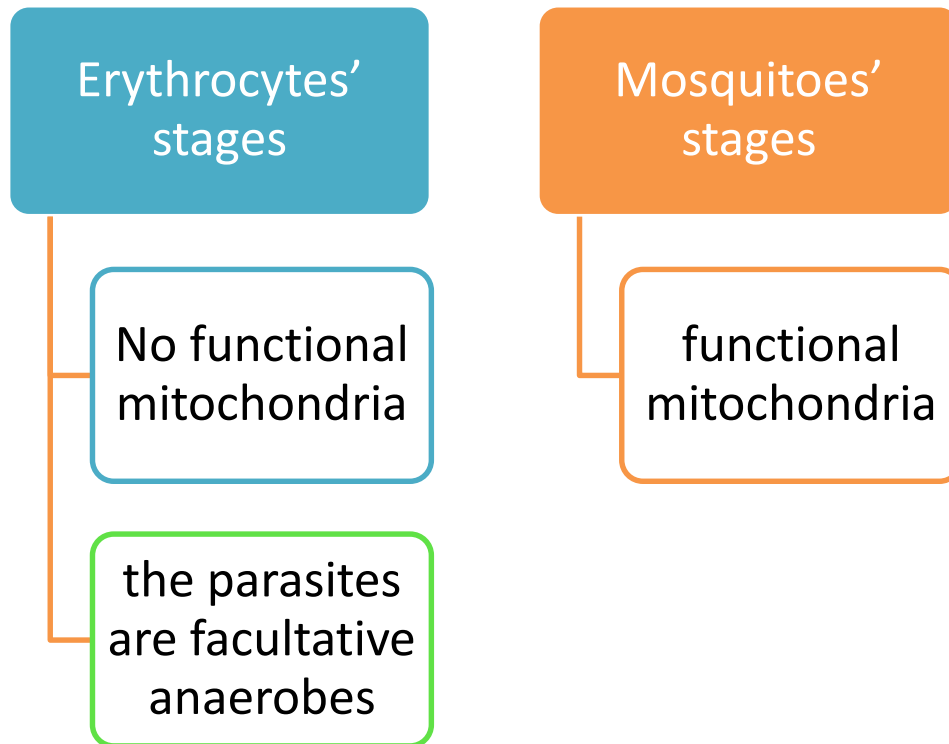 Erythrocytes’
stages
No functional
mitochondria
the parasites
are facultative
anaerobes
Mosquitoes’
stages
functional
mitochondria